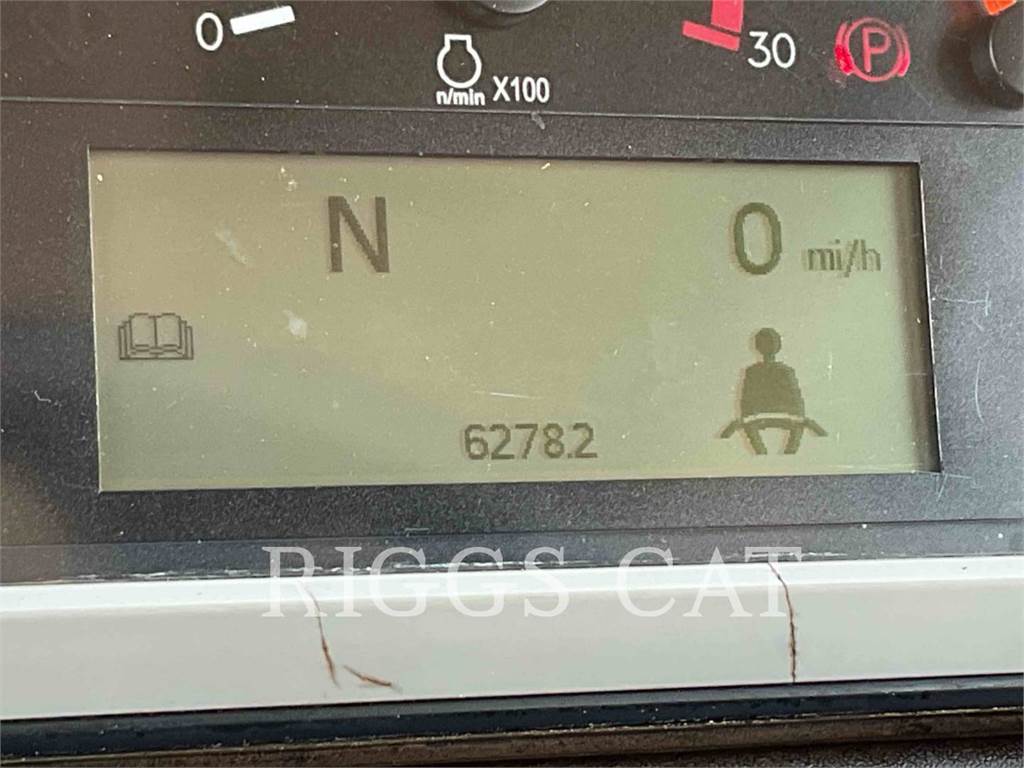 0 30 P
n/min X100
N 0 mi/h
6278.2
RIGGS CAT